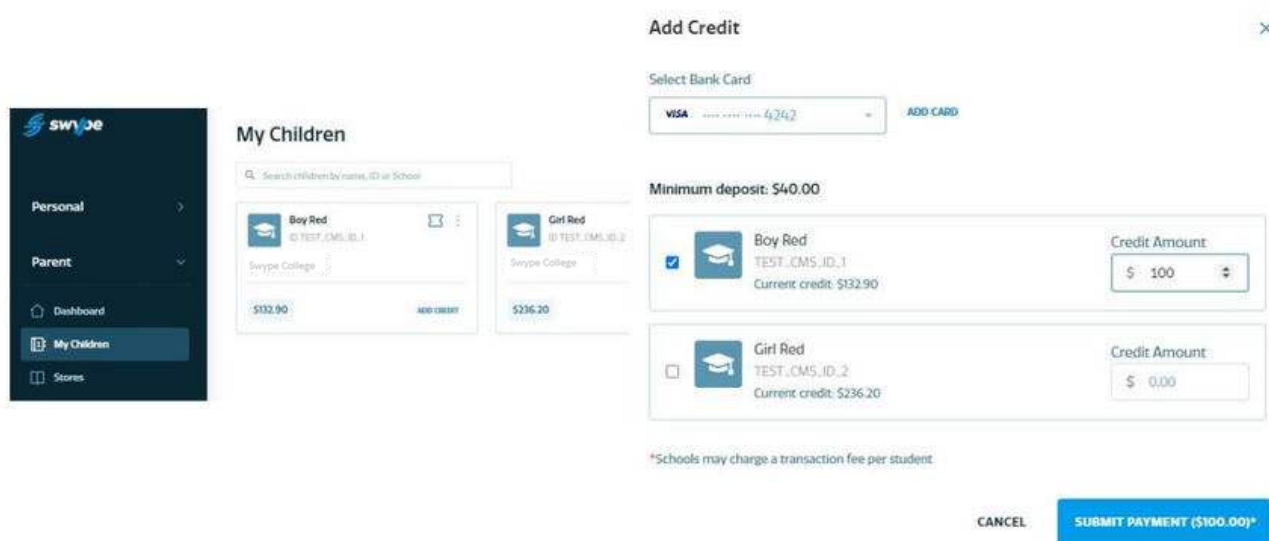 swype
Personal
Parent
Dashboard
My Children
Stores
My Children
Search children by name, ID or School
Boy Red
ID TEST_CMS_ID_1
Swype College
$132.90
ADD CREDIT
Girl Red
ID TEST_CMS_ID_2
Swype College
$236.20
Add Credit
Select Bank Card
VISA .... .... .... 4242
ADD CARD
Minimum deposit: $40.00
Boy Red
TEST_CMS_ID_1
Current credit: $132.90
Credit Amount
$ 100
Girl Red
TEST_CMS_ID_2
Current credit: $236.20
Credit Amount
$ 0.00
*Schools may charge a transaction fee per student
CANCEL
SUBMIT PAYMENT ($100.00)*